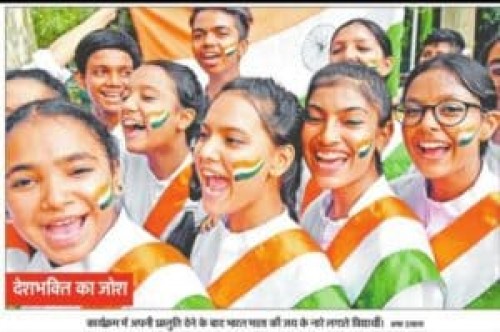 देशभक्ति का जोश
कार्यक्रम में अपनी प्रस्तुति देने के बाद भारत माता की जय के नारे लगाते विद्यार्थी।